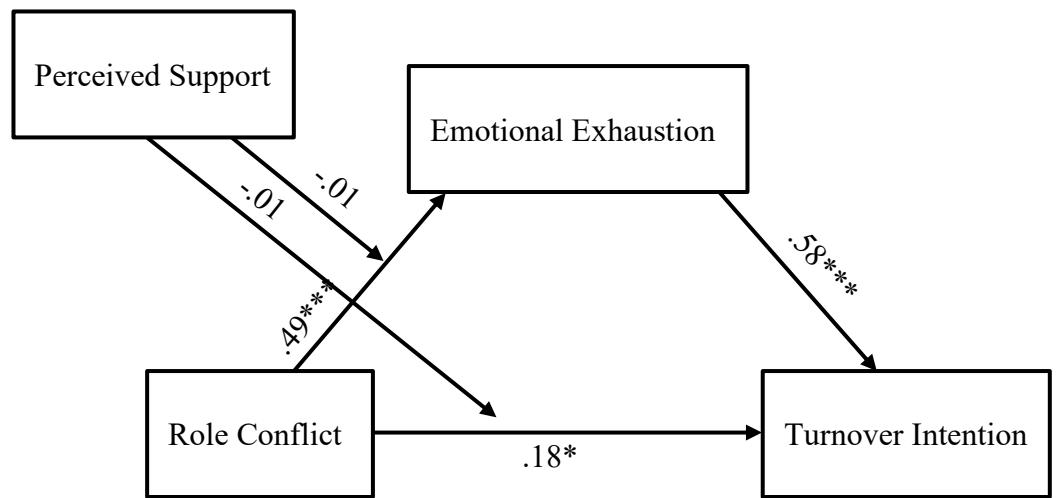 Perceived Support
Emotional Exhaustion
-.01
-.01
.49***
.58***
Role Conflict
.18*
Turnover Intention